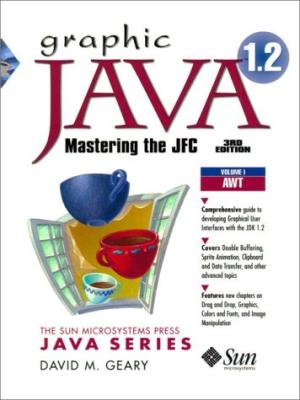 graphic
JAVA 1.2
Mastering the JFC 3RD
EDITION
VOLUME I
AWT
Comprehensive guide to
developing Graphical User
Interfaces with the JDK 1.2
Covers Double Buffering,
Sprite Animation, Clipboard
and Data Transfer, and other
advanced topics
Features new chapters on
Drag and Drop, Graphics,
Colors and Fonts, and Image
Manipulation
THE SUN MICROSYSTEMS PRESS
JAVA SERIES
DAVID M. GEARY
Sun
microsystems